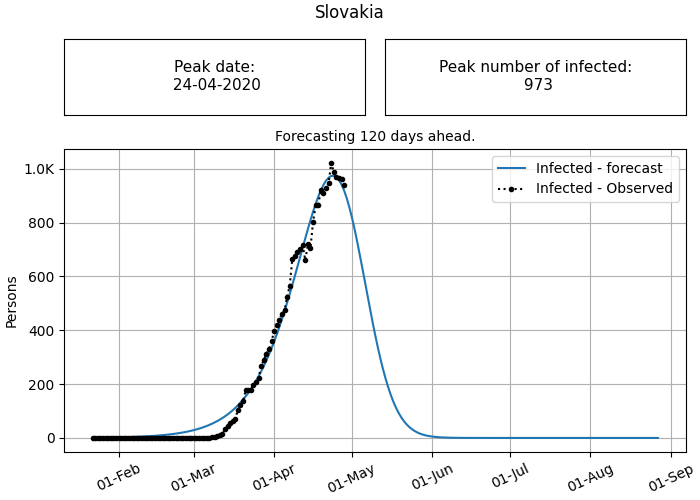 Slovakia
Peak date:
24-04-2020
Peak number of infected:
973
Forecasting 120 days ahead.
Infected - forecast
Infected - Observed
Persons
1.0K
800
600
400
200
0
01-Feb
01-Mar
01-Apr
01-May
01-Jun
01-Jul
01-Aug
01-Sep